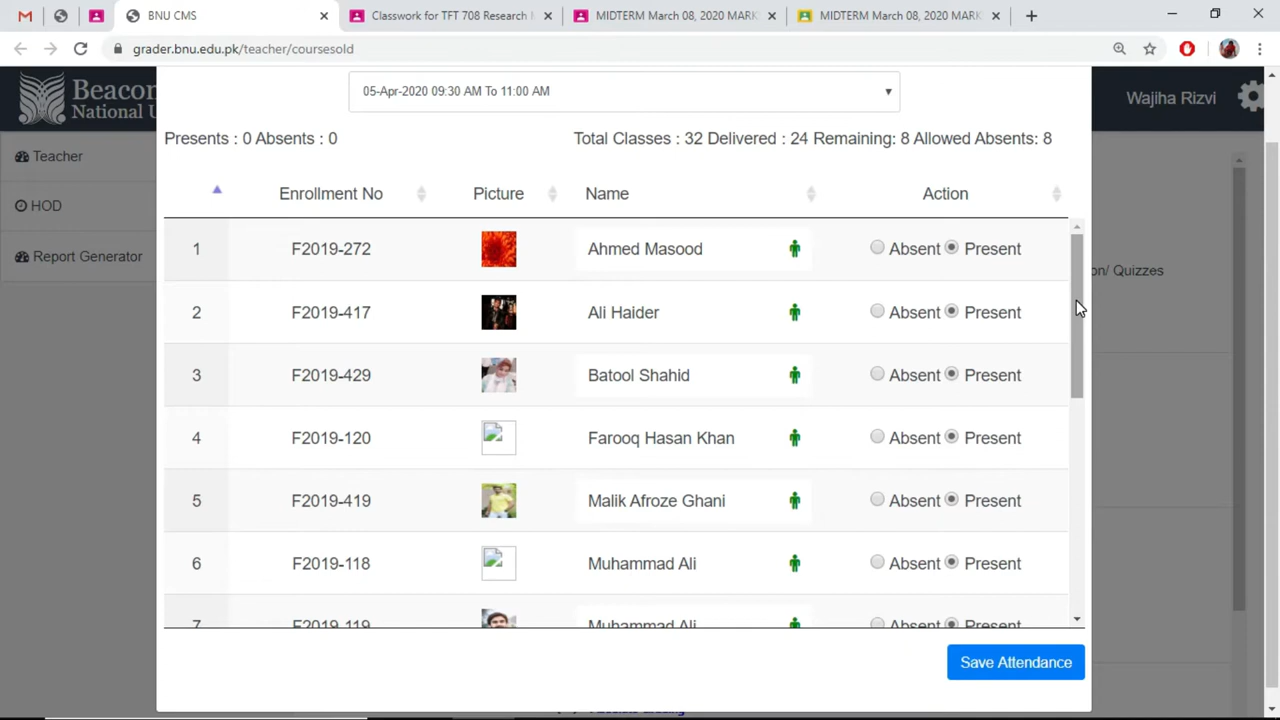 BNU CMS
Classwork for TFT 708 Research M
MIDTERM March 08, 2020 MARK
MIDTERM March 08, 2020 MARK
grader.bnu.edu.pk/teacher/coursesold
Beacon
National U
Wajiha Rizvi
05-Apr-2020 09:30 AM To 11:00 AM
Presents : 0 Absents : 0
Total Classes : 32 Delivered : 24 Remaining: 8 Allowed Absents: 8
Teacher
HOD
Report Generator
on/ Quizzes
Enrollment No Picture Name Action
1 F2019-272 Ahmed Masood Absent Present
2 F2019-417 Ali Haider Absent Present
3 F2019-429 Batool Shahid Absent Present
4 F2019-120 Farooq Hasan Khan Absent Present
5 F2019-419 Malik Afroze Ghani Absent Present
6 F2019-118 Muhammad Ali Absent Present
7 F2019-119 Muhammad Ali Absent Present
Save Attendance